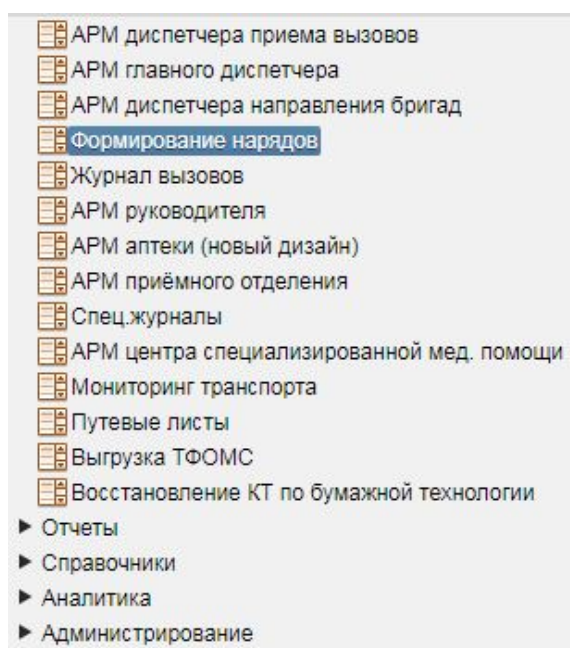 АРМ диспетчера приема вызовов
АРМ главного диспетчера
АРМ диспетчера направления бригад
Формирование нарядов
Журнал вызовов
АРМ руководителя
АРМ аптеки (новый дизайн)
АРМ приёмного отделения
Спец.журналы
АРМ центра специализированной мед. помощи
Мониторинг транспорта
Путевые листы
Выгрузка ТФОМС
Восстановление КТ по бумажной технологии
Отчеты
Справочники
Аналитика
Администрирование